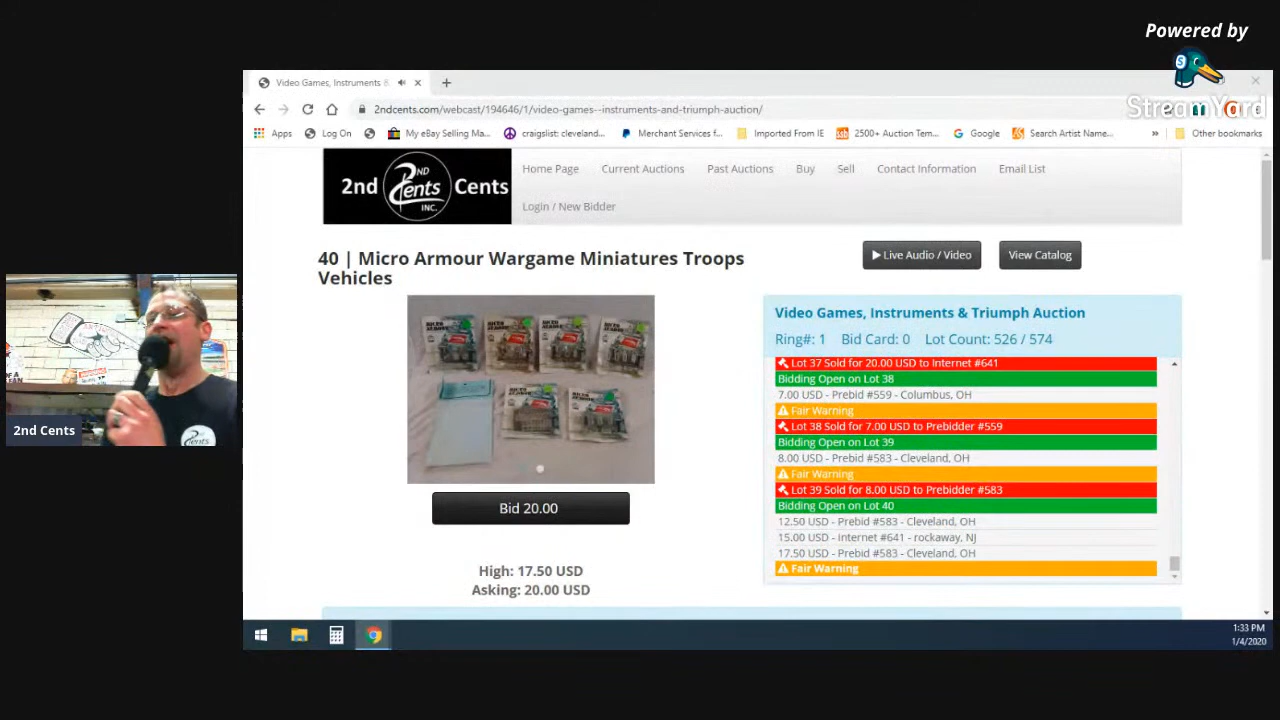 Powered by
StreamYard
Video Games, Instruments &
2ndcents.com/webcast/194646/1/video-games--instruments-and-triumph-auction/
Apps
Log On
My eBay Selling Ma...
craigslist: cleveland...
Merchant Services f...
Imported From IE
2500+ Auction Tem...
Google
Search Artist Name...
Other bookmarks
2nd
2ND
Cents
INC.
Cents
Home Page
Current Auctions
Past Auctions
Buy
Sell
Contact Information
Email List
Login / New Bidder
40 | Micro Armour Wargame Miniatures Troops
Vehicles
Live Audio / Video
View Catalog
Bid 20.00
High: 17.50 USD
Asking: 20.00 USD
Video Games, Instruments & Triumph Auction
Ring#: 1 Bid Card: 0 Lot Count: 526 / 574
Lot 37 Sold for 20.00 USD to Internet #641
Bidding Open on Lot 38
7.00 USD - Prebid #559 - Columbus, OH
Fair Warning
Lot 38 Sold for 7.00 USD to Prebidder #559
Bidding Open on Lot 39
8.00 USD - Prebid #583 - Cleveland, OH
Fair Warning
Lot 39 Sold for 8.00 USD to Prebidder #583
Bidding Open on Lot 40
12.50 USD - Prebid #583 - Cleveland, OH
15.00 USD - Internet #641 - rockaway, NJ
17.50 USD - Prebid #583 - Cleveland, OH
Fair Warning
2nd Cents
1:33 PM
1/4/2020